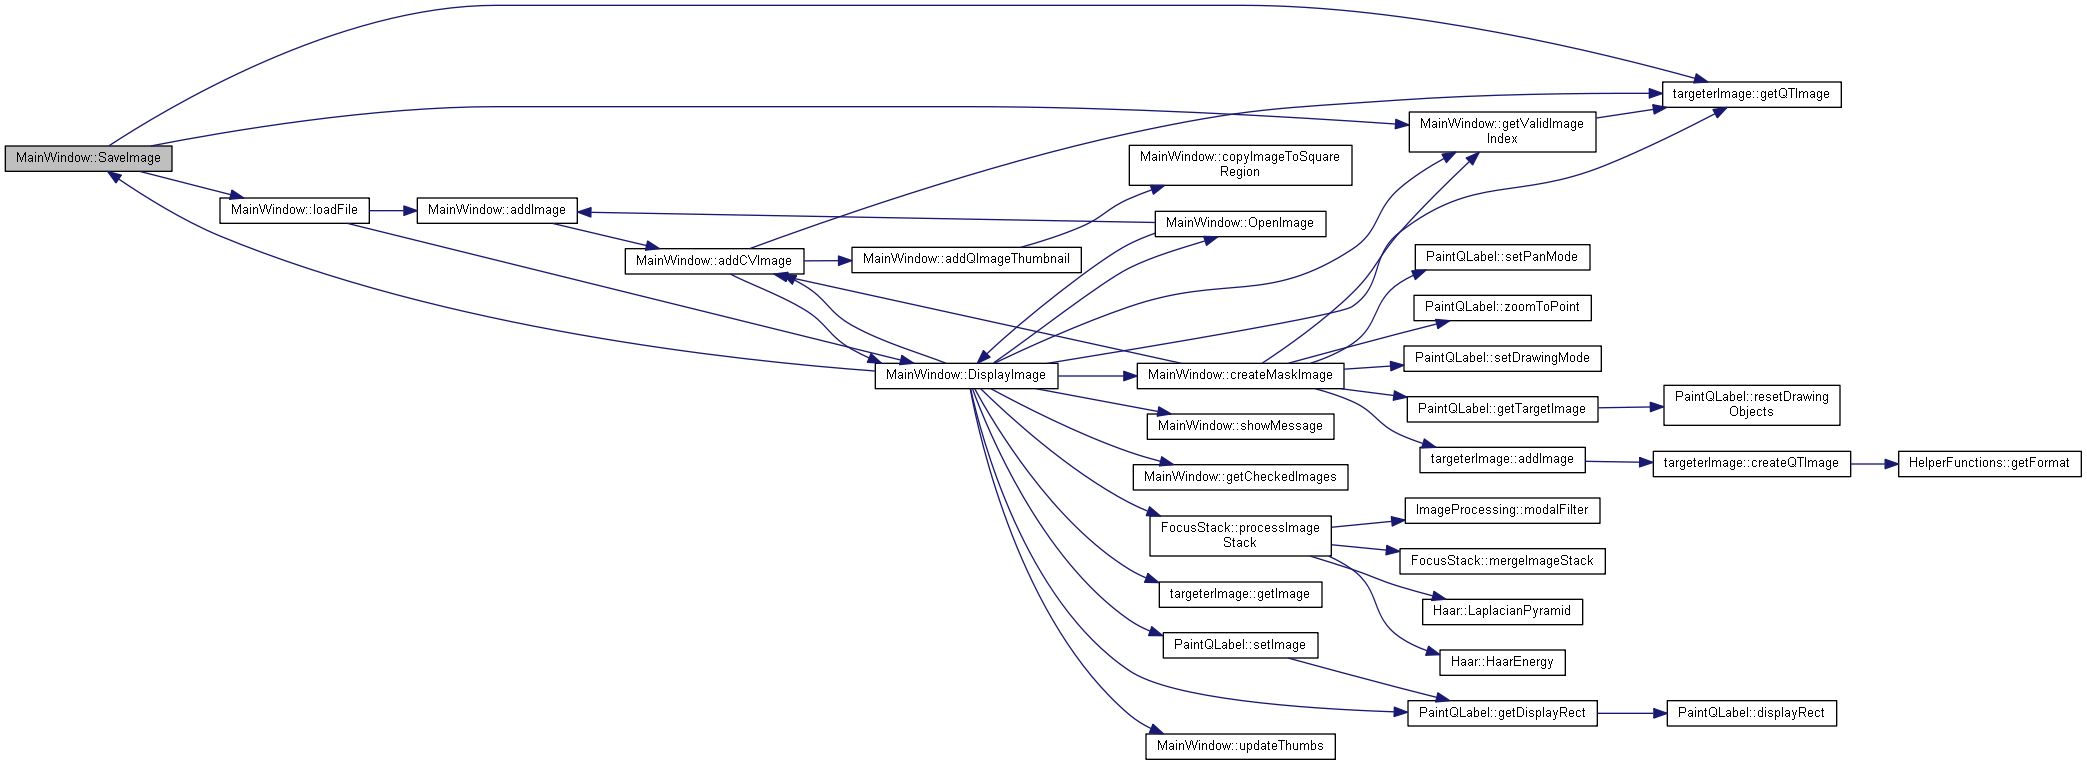 MainWindow::SaveImage
MainWindow::loadFile
MainWindow::addImage
MainWindow::addCVImage
MainWindow::addQImageThumbnail
MainWindow::DisplayImage
MainWindow::copyImageToSquare
Region
MainWindow::OpenImage
MainWindow::createMaskImage
MainWindow::showMessage
MainWindow::getCheckedImages
FocusStack::processImage
Stack
targeterImage::getImage
PaintQLabel::setImage
MainWindow::updateThumbs
MainWindow::getValidImage
Index
PaintQLabel::setPanMode
PaintQLabel::zoomToPoint
PaintQLabel::setDrawingMode
PaintQLabel::getTargetImage
targeterImage::addImage
ImageProcessing::modalFilter
FocusStack::mergeImageStack
Haar::LaplacianPyramid
Haar::HaarEnergy
PaintQLabel::getDisplayRect
targeterImage::getQTImage
PaintQLabel::resetDrawing
Objects
targeterImage::createQTImage
PaintQLabel::displayRect
HelperFunctions::getFormat